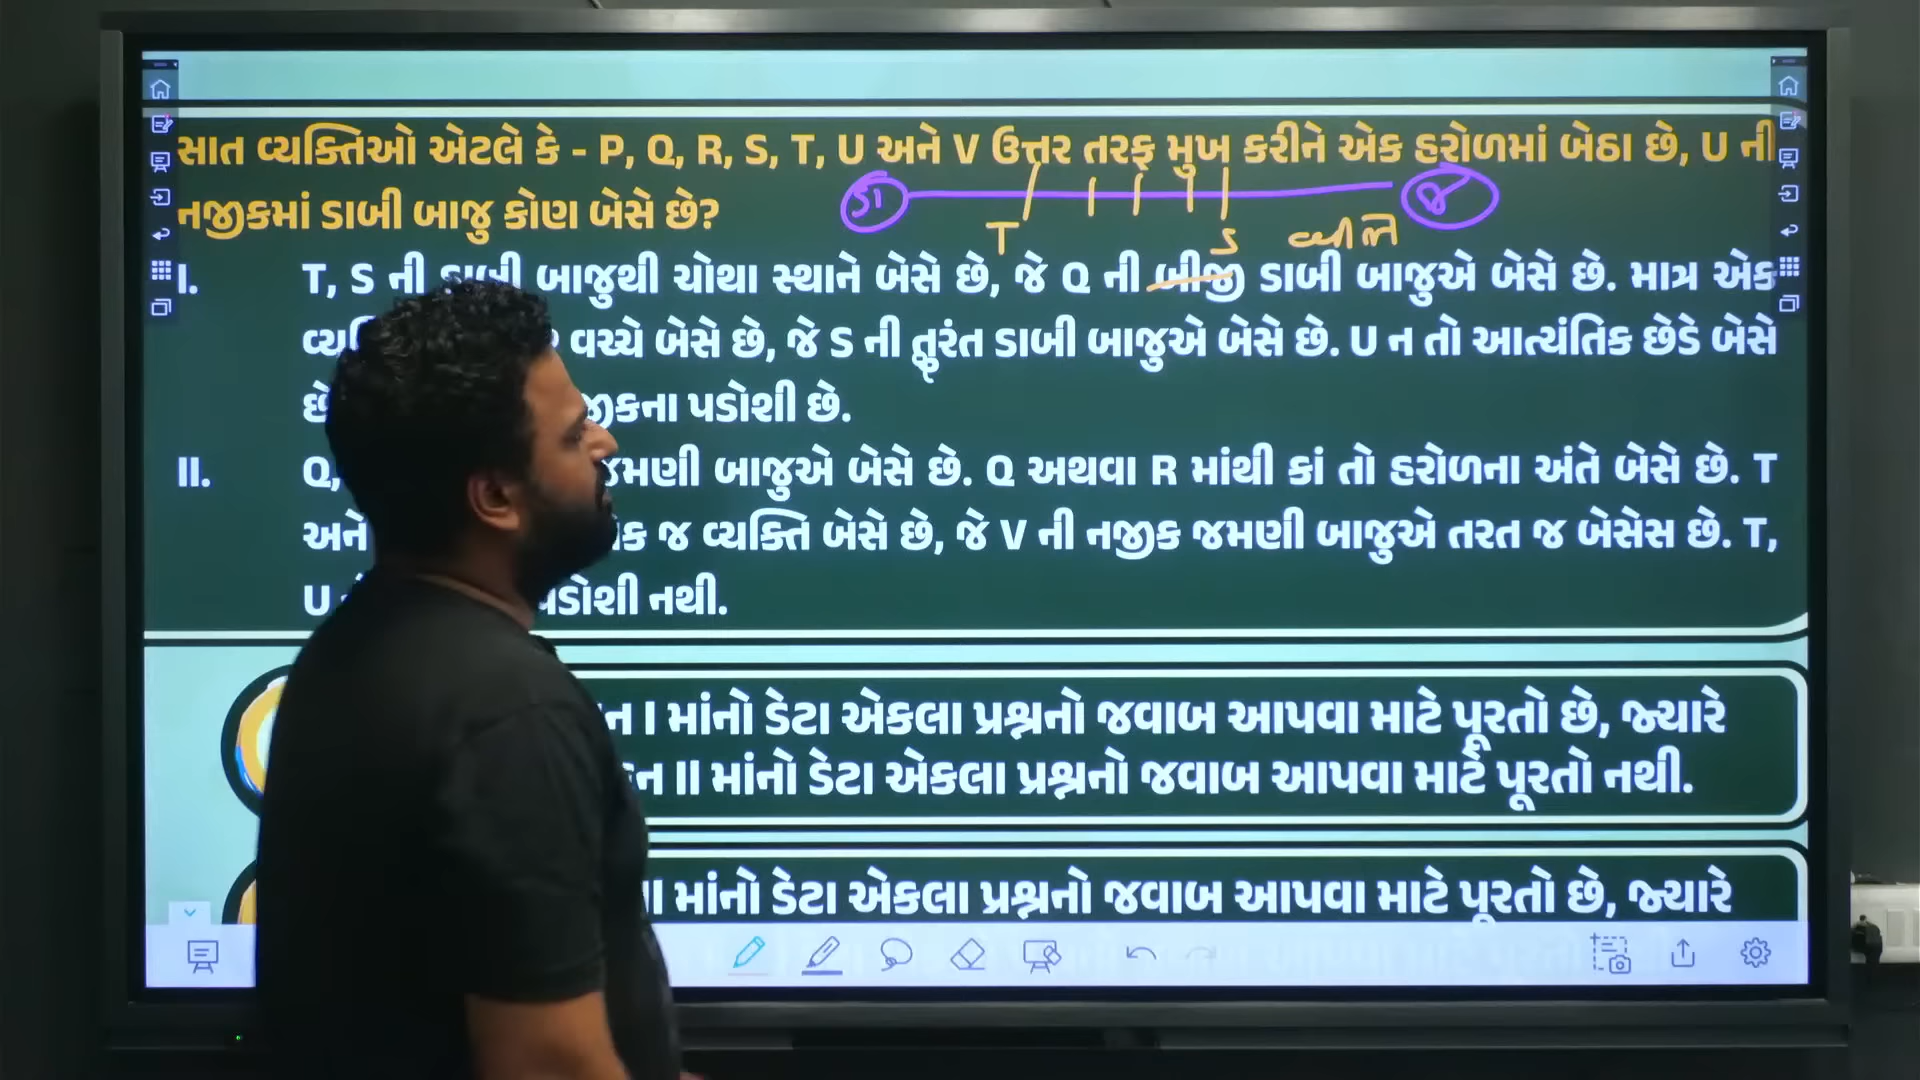 સાત વ્યક્તિઓ એટલે કે - P, Q, R, S, T, U અને V ઉત્તર તરફ મુખ કરીને એક હરોળમાં બેઠા છે, U ની
નજીકમાં ડાબી બાજુ કોણ બેસે છે?
ડા
જ
T
S
I. T, S ની ડાબી બાજુથી ચોથા સ્થાને બેસે છે, જે Q ની બીજી ડાબી બાજુએ બેસે છે. માત્ર એક
વચ્ચે બેસે છે, જે S ની તુરંત ડાબી બાજુએ બેસે છે. U ન તો આત્યંતિક છેડે બેસે
પડોશી છે.
II. Q, જમણી બાજુએ બેસે છે. Q અથવા R માંથી કાં તો હરોળના અંતે બેસે છે. T
અને જ વ્યક્તિ બેસે છે, જે V ની નજીક જમણી બાજુએ તરત જ બેસેસ છે. T,
U પડોશી નથી.
I માંનો ડેટા એકલા પ્રશ્નનો જવાબ આપવા માટે પૂરતો છે, જ્યારે
II માંનો ડેટા એકલા પ્રશ્નનો જવાબ આપવા માટે પૂરતો નથી.
માંનો ડેટા એકલા પ્રશ્નનો જવાબ આપવા માટે પૂરતો છે, જ્યારે